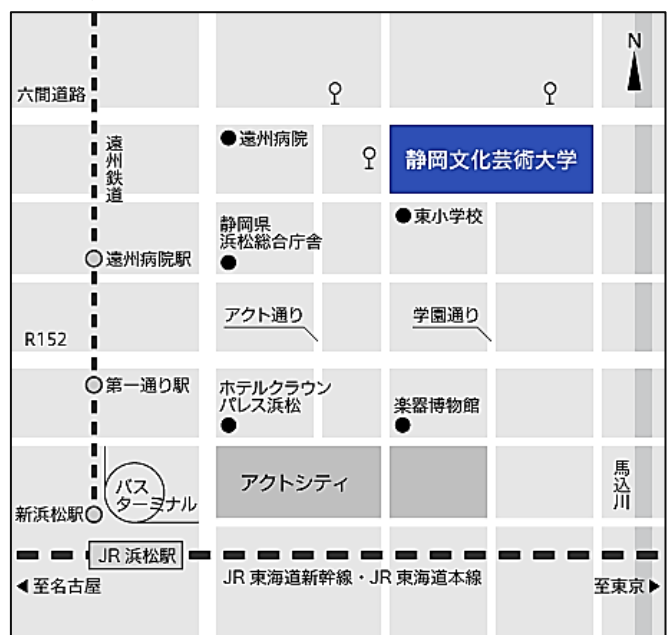 N
六間道路
遠州鉄道
遠州病院
静岡文化芸術大学
静岡県
浜松総合庁舎
東小学校
遠州病院駅
アクト通り
学園通り
R152
第一通り駅
ホテルクラウン
パレス浜松
楽器博物館
バス
ターミナル
アクトシティ
馬込川
新浜松駅
JR 浜松駅
JR 東海道新幹線・JR 東海道本線
◀至名古屋
至東京▶